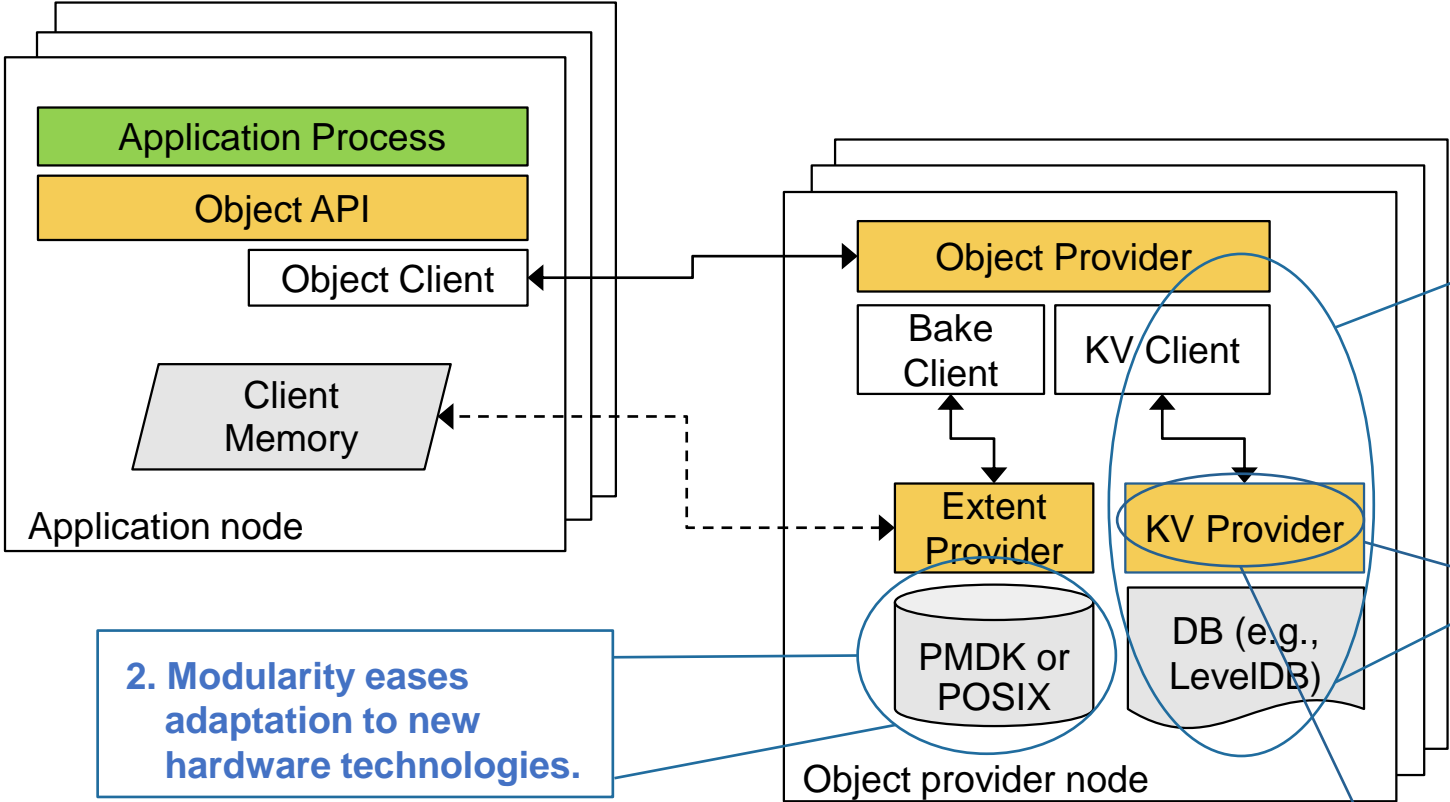 Application Process
Object API
Object Client
Client
Memory
Application node
Object Provider
Bake
Client
KV Client
Extent
Provider
KV Provider
PMDK or
POSIX
DB (e.g.,
LevelDB)
Object provider node
2. Modularity eases
adaptation to new
hardware technologies.